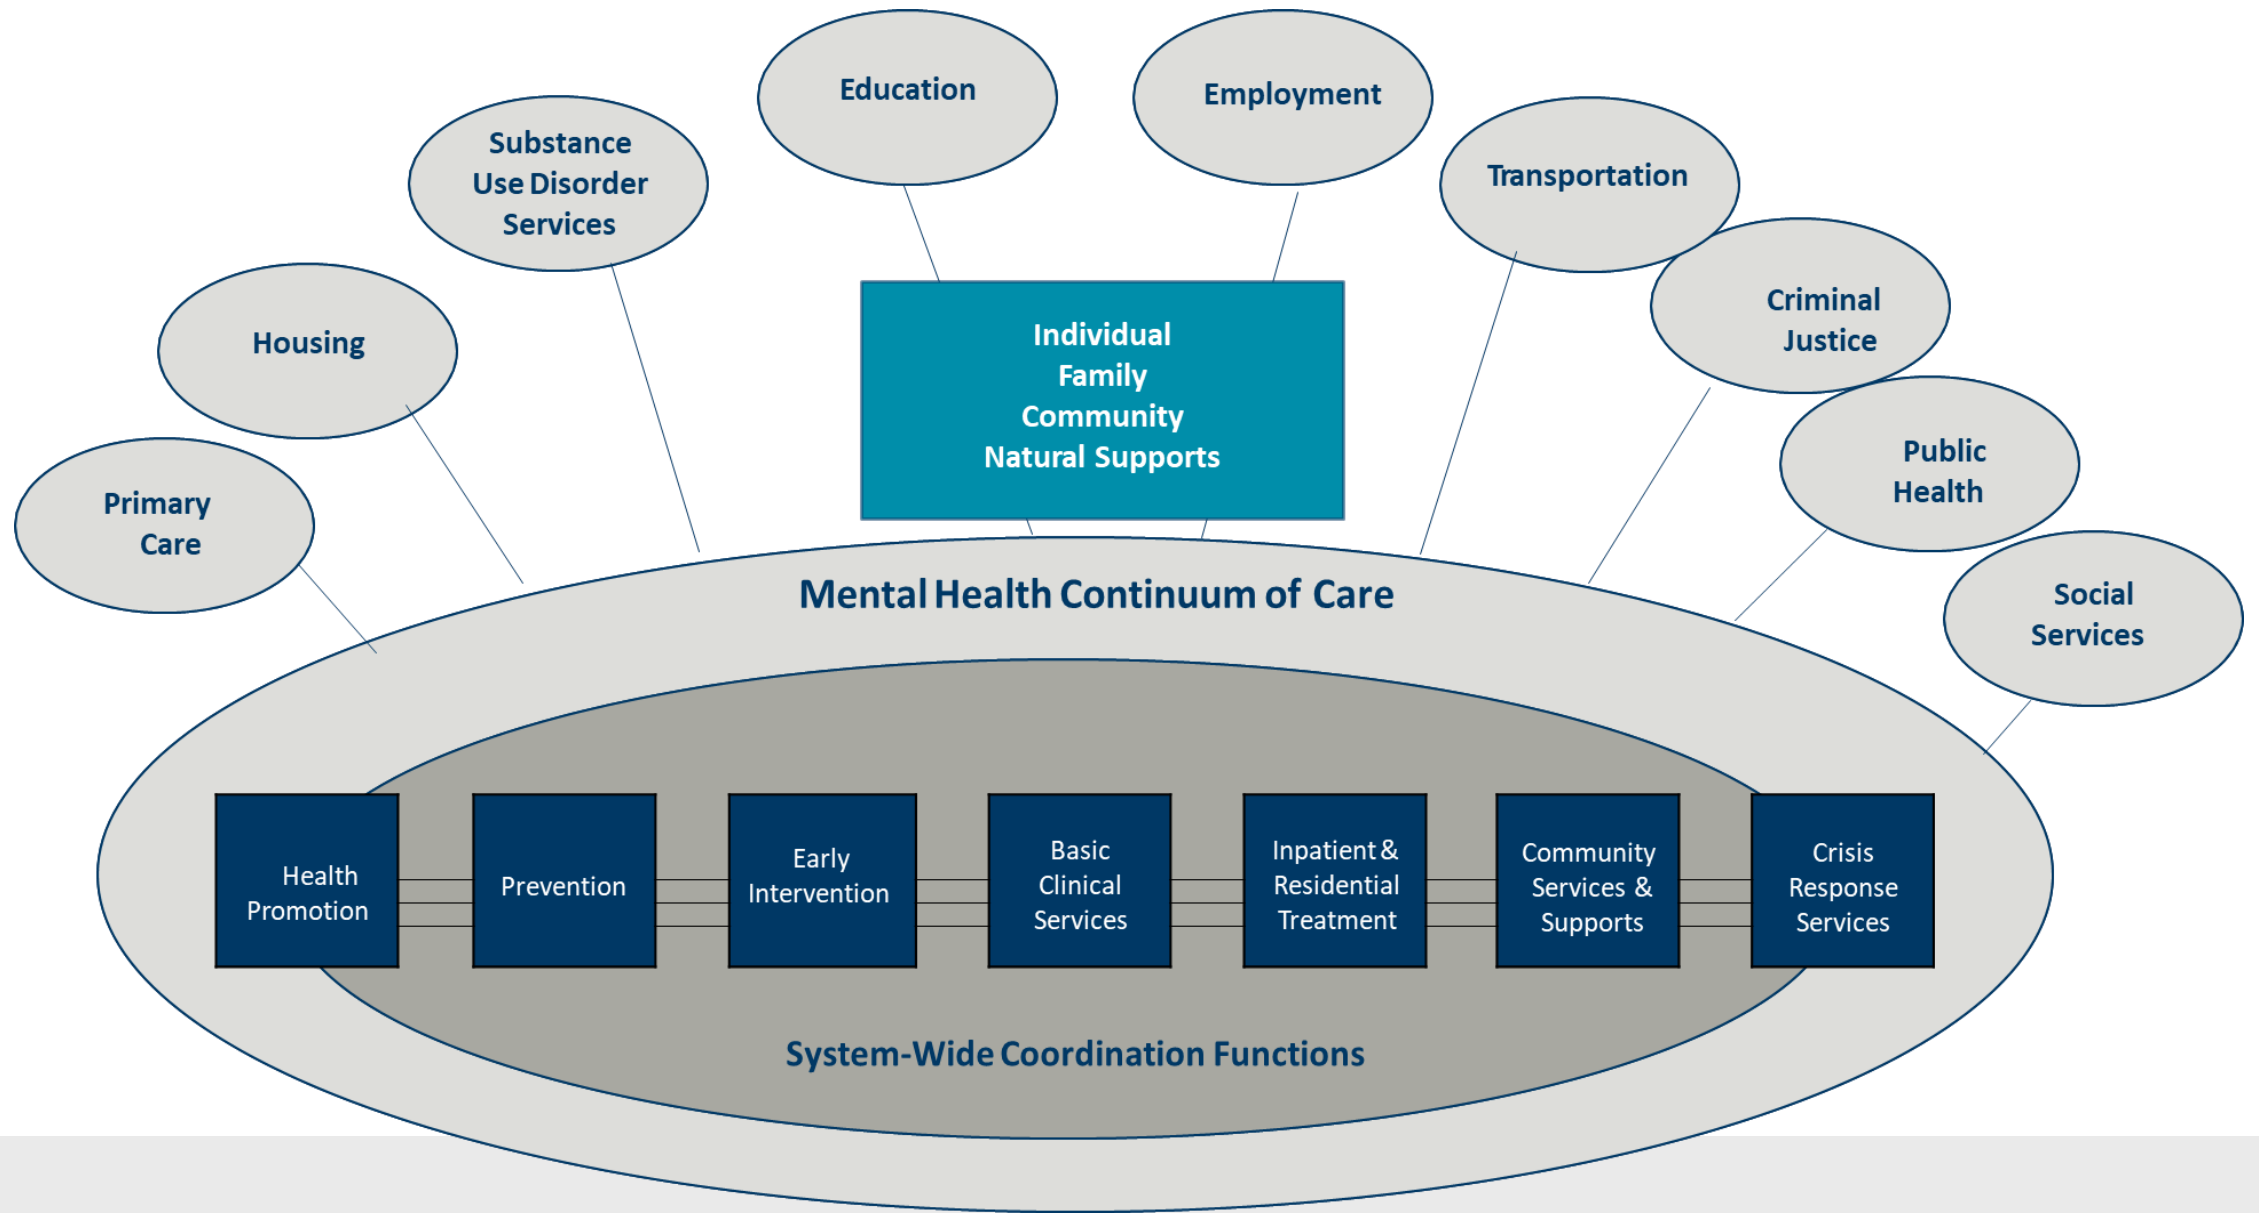 Education
Employment
Substance
Use Disorder
Services
Transportation
Housing
Criminal
Justice
Individual
Family
Community
Natural Supports
Primary
Care
Public
Health
Social
Services
Mental Health Continuum of Care
Health
Promotion
Prevention
Early
Intervention
Basic
Clinical
Services
Inpatient &
Residential
Treatment
Community
Services &
Supports
Crisis
Response
Services
System-Wide Coordination Functions